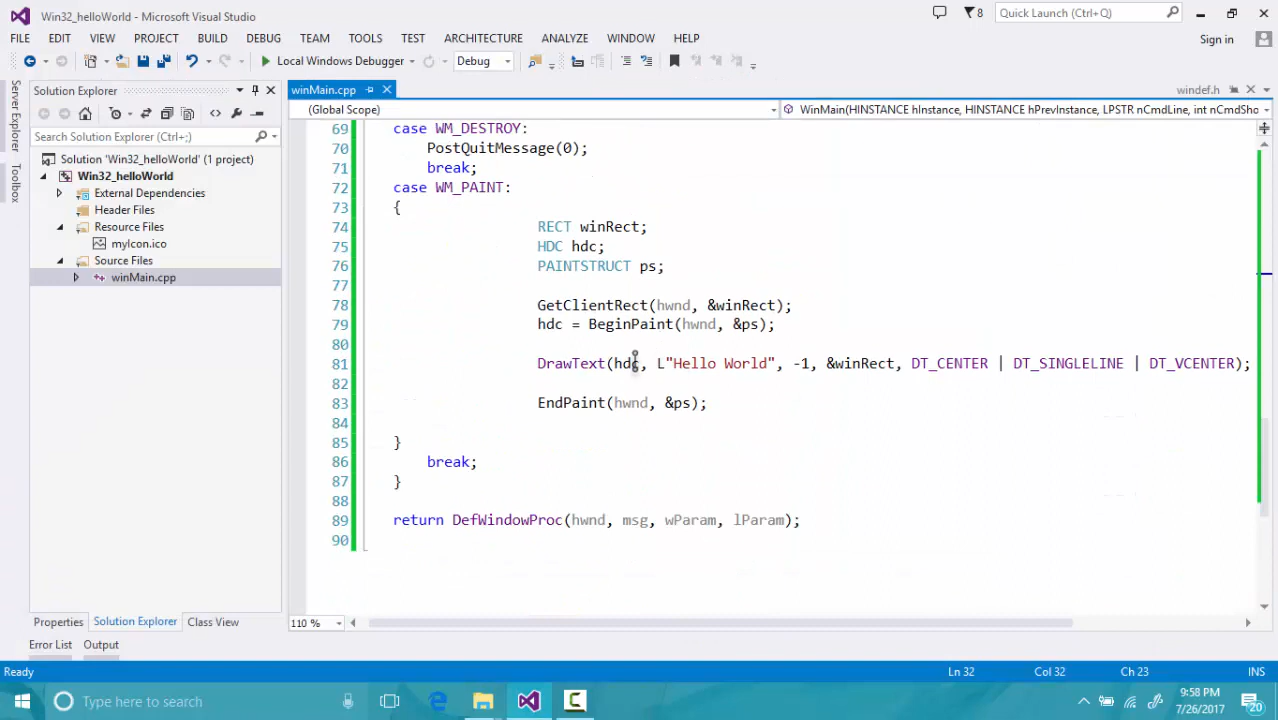 Win32_helloWorld - Microsoft Visual Studio
8
Quick Launch (Ctrl+Q)
FILE EDIT VIEW PROJECT BUILD DEBUG TEAM TOOLS TEST ARCHITECTURE ANALYZE WINDOW HELP
Sign in
Local Windows Debugger
Debug
Server Explorer
Toolbox
Solution Explorer
Search Solution Explorer (Ctrl+;)
Solution 'Win32_helloWorld' (1 project)
Win32_helloWorld
External Dependencies
Header Files
Resource Files
myIcon.ico
Source Files
winMain.cpp
Properties
Solution Explorer
Class View
winMain.cpp
windef.h
(Global Scope)
WinMain(HINSTANCE hInstance, HINSTANCE hPrevInstance, LPSTR nCmdLine, int nCmdSho
69 case WM_DESTROY:
70 PostQuitMessage(0);
71 break;
72 case WM_PAINT:
73 {
74 RECT winRect;
75 HDC hdc;
76 PAINTSTRUCT ps;
77
78 GetClientRect(hwnd, &winRect);
79 hdc = BeginPaint(hwnd, &ps);
80
81 DrawText(hdc, L"Hello World", -1, &winRect, DT_CENTER | DT_SINGLELINE | DT_VCENTER);
82
83 EndPaint(hwnd, &ps);
84
85 }
86 break;
87 }
88
89 return DefWindowProc(hwnd, msg, wParam, lParam);
90
110 %
Error List
Output
Ready
Ln 32
Col 32
Ch 23
INS
Type here to search
9:58 PM
7/26/2017
20